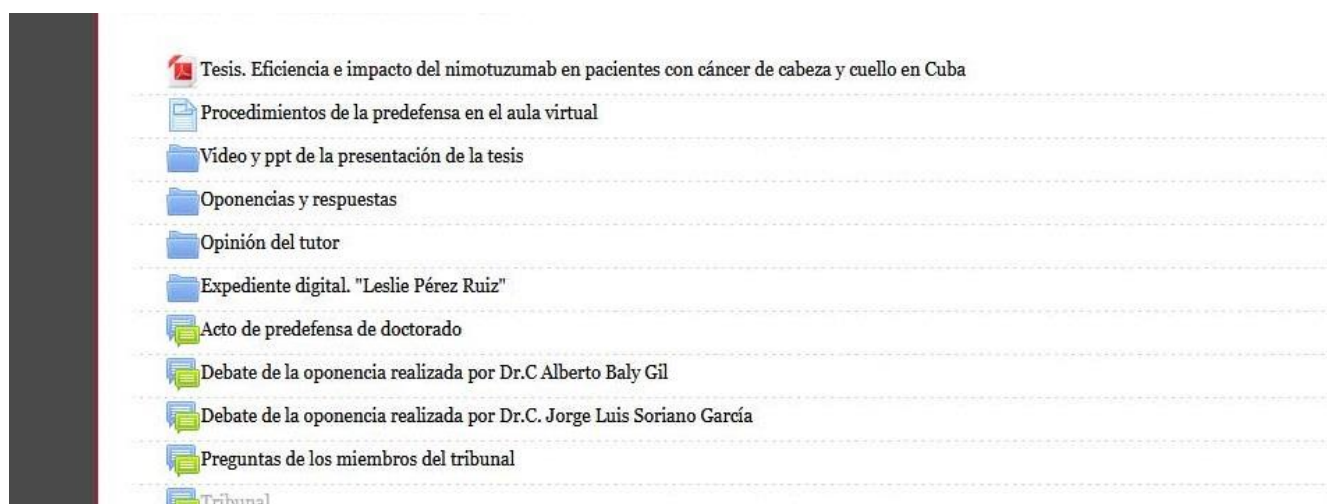 Tesis. Eficiencia e impacto del nimotuzumab en pacientes con cáncer de cabeza y cuello en Cuba
Procedimientos de la predefensa en el aula virtual
Video y ppt de la presentación de la tesis
Oponencias y respuestas
Opinión del tutor
Expediente digital. "Leslie Pérez Ruiz"
Acto de predefensa de doctorado
Debate de la oponencia realizada por Dr.C Alberto Baly Gil
Debate de la oponencia realizada por Dr.C. Jorge Luis Soriano García
Preguntas de los miembros del tribunal
Tribunal